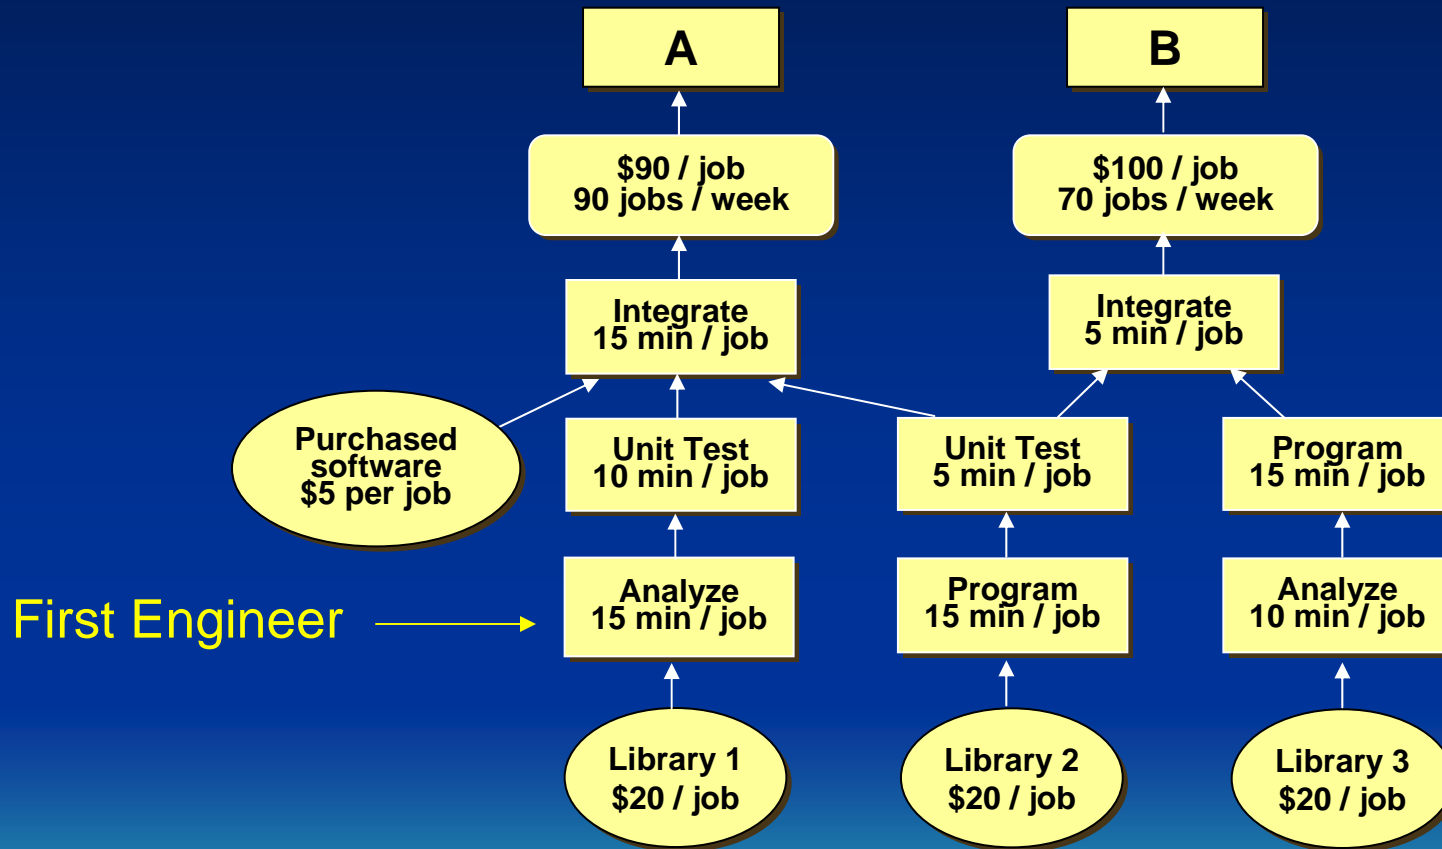 A
B
$90 / job
90 jobs / week
$100 / job
70 jobs / week
Integrate
15 min / job
Integrate
5 min / job
Purchased
software
$5 per job
Unit Test
10 min / job
Unit Test
5 min / job
Program
15 min / job
First Engineer
Analyze
15 min / job
Program
15 min / job
Analyze
10 min / job
Library 1
$20 / job
Library 2
$20 / job
Library 3
$20 / job